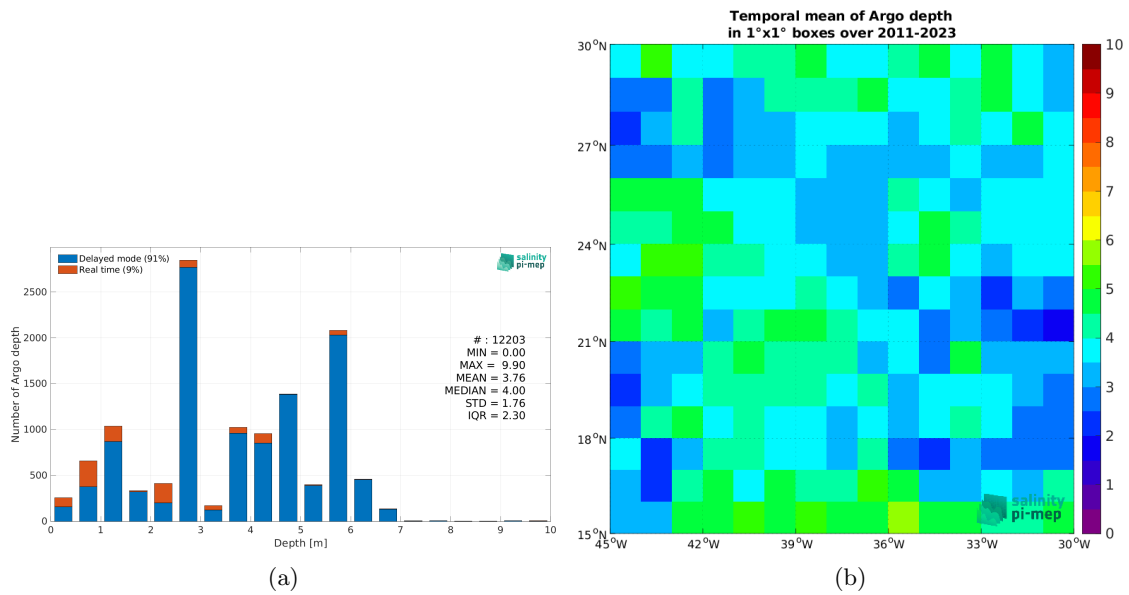 Delayed mode (91%)
Real time (9%)
salinity
pi-mep
# : 12203
MIN = 0.00
MAX = 9.90
MEAN = 3.76
MEDIAN = 4.00
STD = 1.76
IQR = 2.30
Number of Argo depth
2500
2000
1500
1000
500
0
0 1 2 3 4 5 6 7 8 9 10
Depth [m]
(a)
Temporal mean of Argo depth
in 1°x1° boxes over 2011-2023
30°N
27°N
24°N
21°N
18°N
15°N
45°W 42°W 39°W 36°W 33°W 30°W
salinity
pi-mep
10
9
8
7
6
5
4
3
2
1
0
(b)